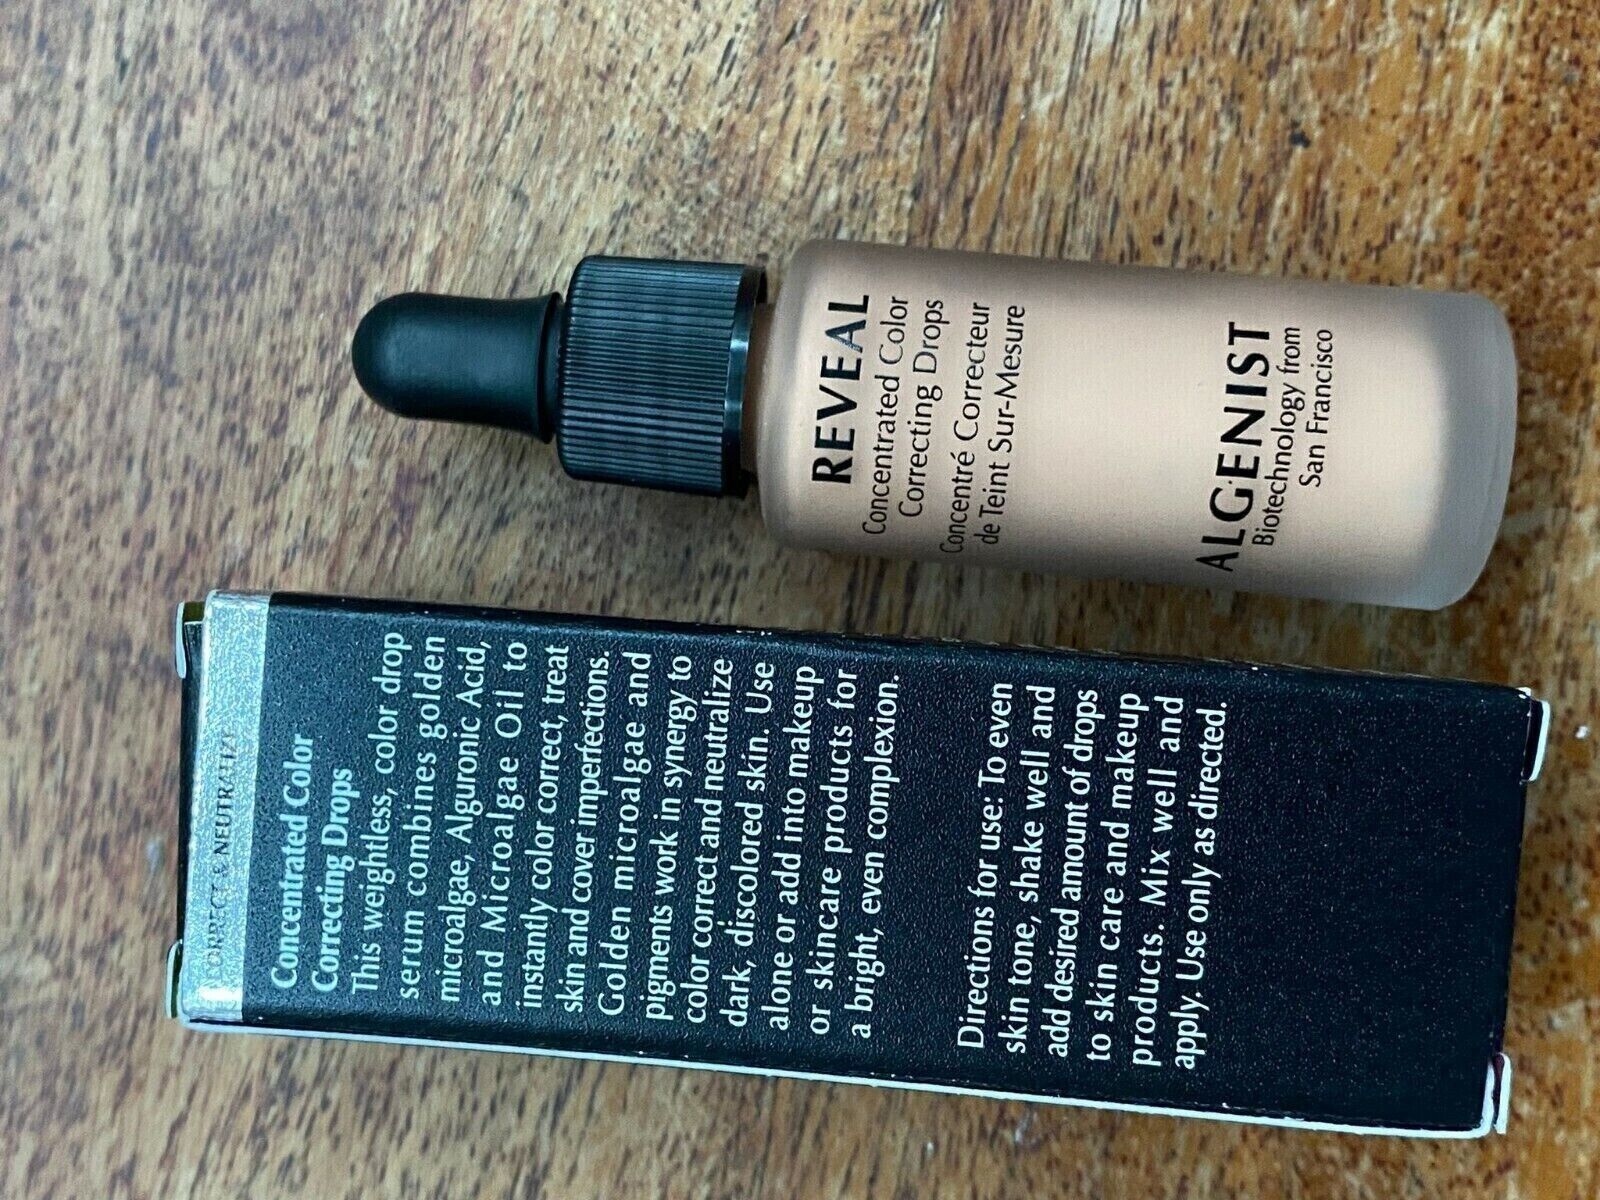 REVEAL
Concentrated Color
Correcting Drops
Concentré Correcteur
de Teint Sur-Mesure
ALGENIST
Biotechnology from
San Francisco
CORRECT & NEUTRALIZE
Concentrated Color
Correcting Drops
This weightless, color drop
serum combines golden
microalgae, Alguronic Acid,
and Microalgae Oil to
instantly color correct, treat
skin and cover imperfections.
Golden microalgae and
pigments work in synergy to
color correct and neutralize
dark, discolored skin. Use
alone or add into makeup
or skincare products for
a bright, even complexion.
Directions for use: To even
skin tone, shake well and
add desired amount of drops
to skin care and makeup
products. Mix well and
apply. Use only as directed.